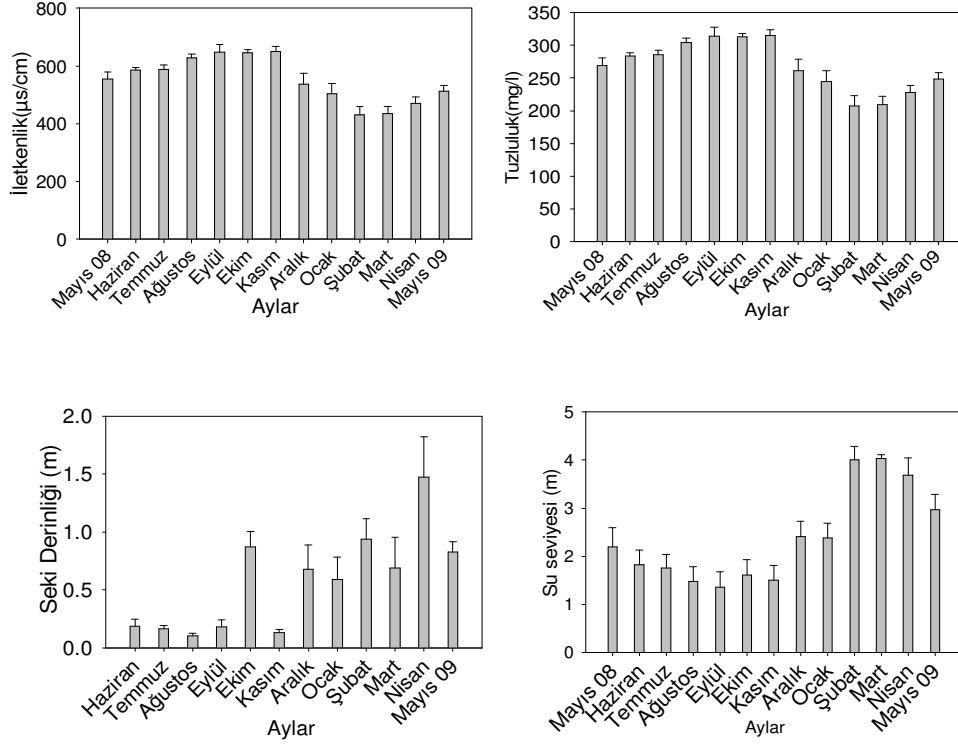 İletkenlik(µs/cm)
800
600
400
200
0
Mayıs 08
Haziran
Temmuz
Ağustos
Eylül
Ekim
Kasım
Aralık
Ocak
Şubat
Mart
Nisan
Mayıs 09
Aylar
Tuzluluk(mg/l)
350
300
250
200
150
100
50
0
Mayıs 08
Haziran
Temmuz
Ağustos
Eylül
Ekim
Kasım
Aralık
Ocak
Şubat
Mart
Nisan
Mayıs 09
Aylar
Seki Derinliği (m)
2.0
1.5
1.0
0.5
0.0
Haziran
Temmuz
Ağustos
Eylül
Ekim
Kasım
Aralık
Ocak
Şubat
Mart
Nisan
Mayıs 09
Aylar
Su seviyesi (m)
5
4
3
2
1
0
Mayıs 08
Haziran
Temmuz
Ağustos
Eylül
Ekim
Kasım
Aralık
Ocak
Şubat
Mart
Nisan
Mayıs 09
Aylar